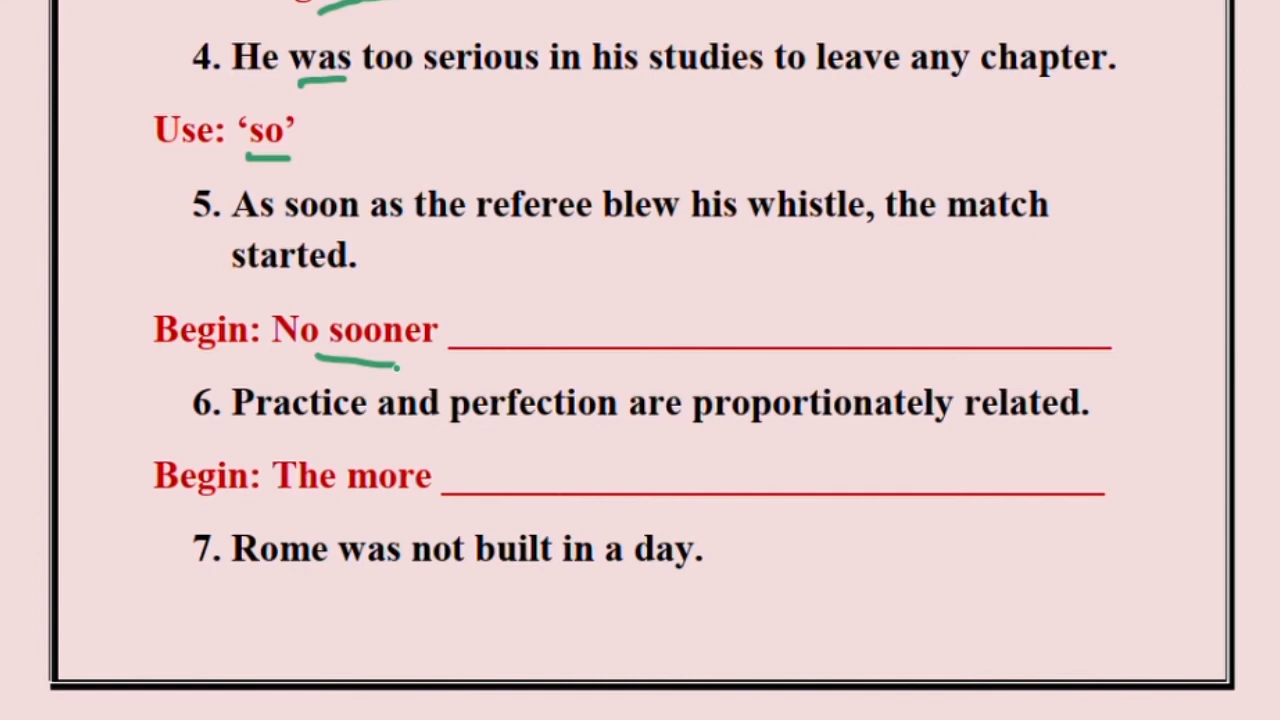 4. He was too serious in his studies to leave any chapter.
Use: ‘so’
5. As soon as the referee blew his whistle, the match
started.
Begin: No sooner ____________________________________
6. Practice and perfection are proportionately related.
Begin: The more ____________________________________
7. Rome was not built in a day.